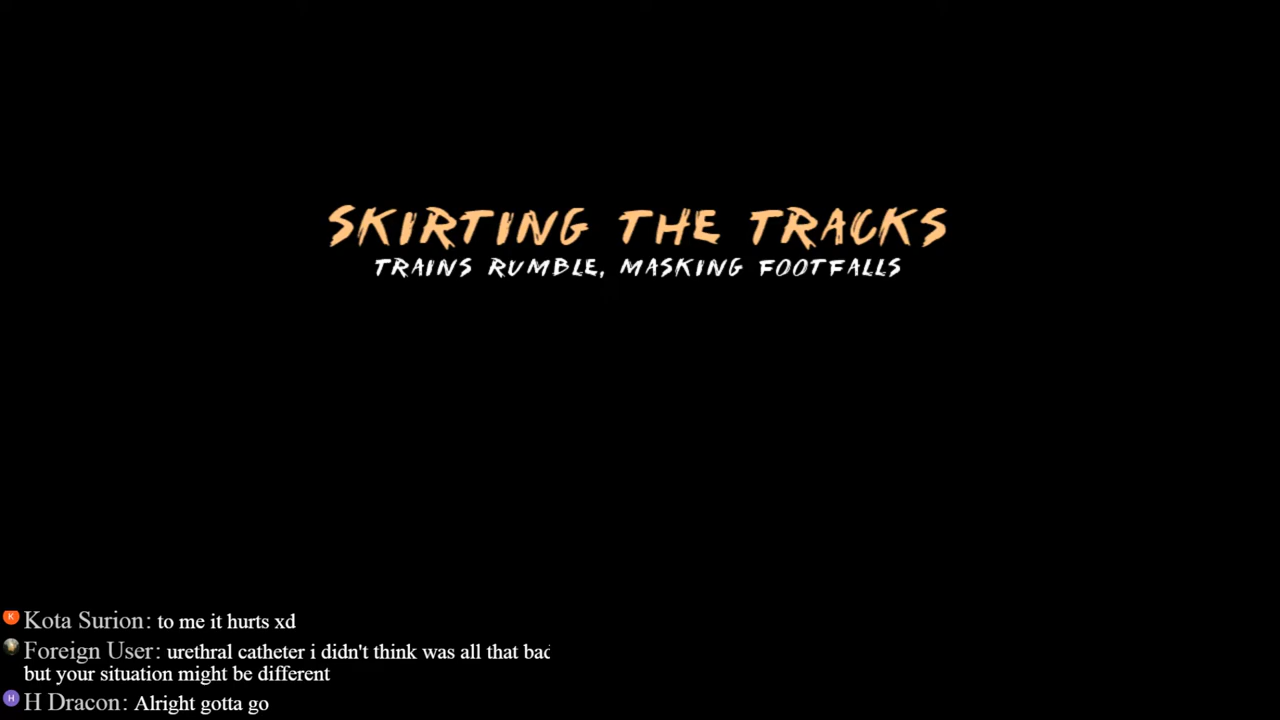 SKIRTING THE TRACKS
TRAINS RUMBLE, MASKING FOOTFALLS
K Kota Surion: to me it hurts xd
Foreign User: urethral catheter i didn't think was all that bad
but your situation might be different
H H Dracon: Alright gotta go